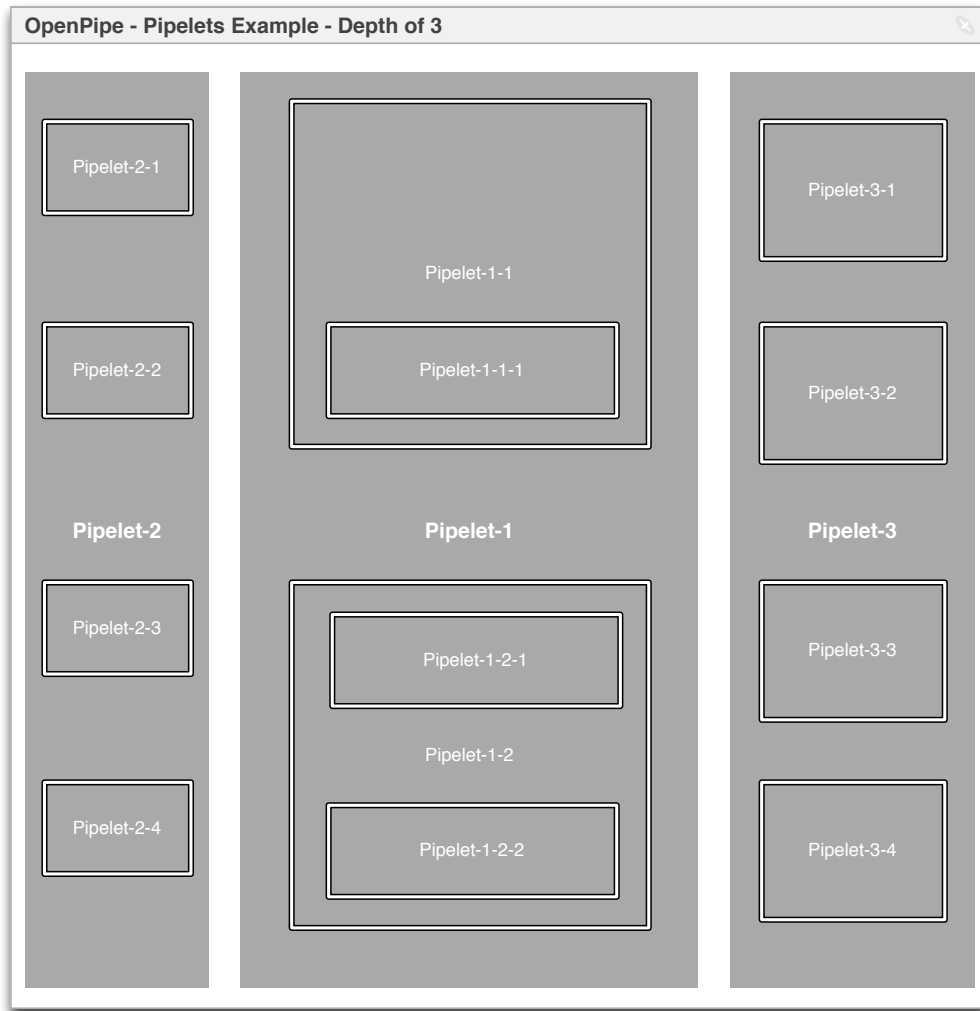 OpenPipe - Pipelets Example - Depth of 3
Pipelet-2-1
Pipelet-2-2
Pipelet-2
Pipelet-2-3
Pipelet-2-4
Pipelet-1-1
Pipelet-1-1-1
Pipelet-1
Pipelet-1-2-1
Pipelet-1-2
Pipelet-1-2-2
Pipelet-3-1
Pipelet-3-2
Pipelet-3
Pipelet-3-3
Pipelet-3-4